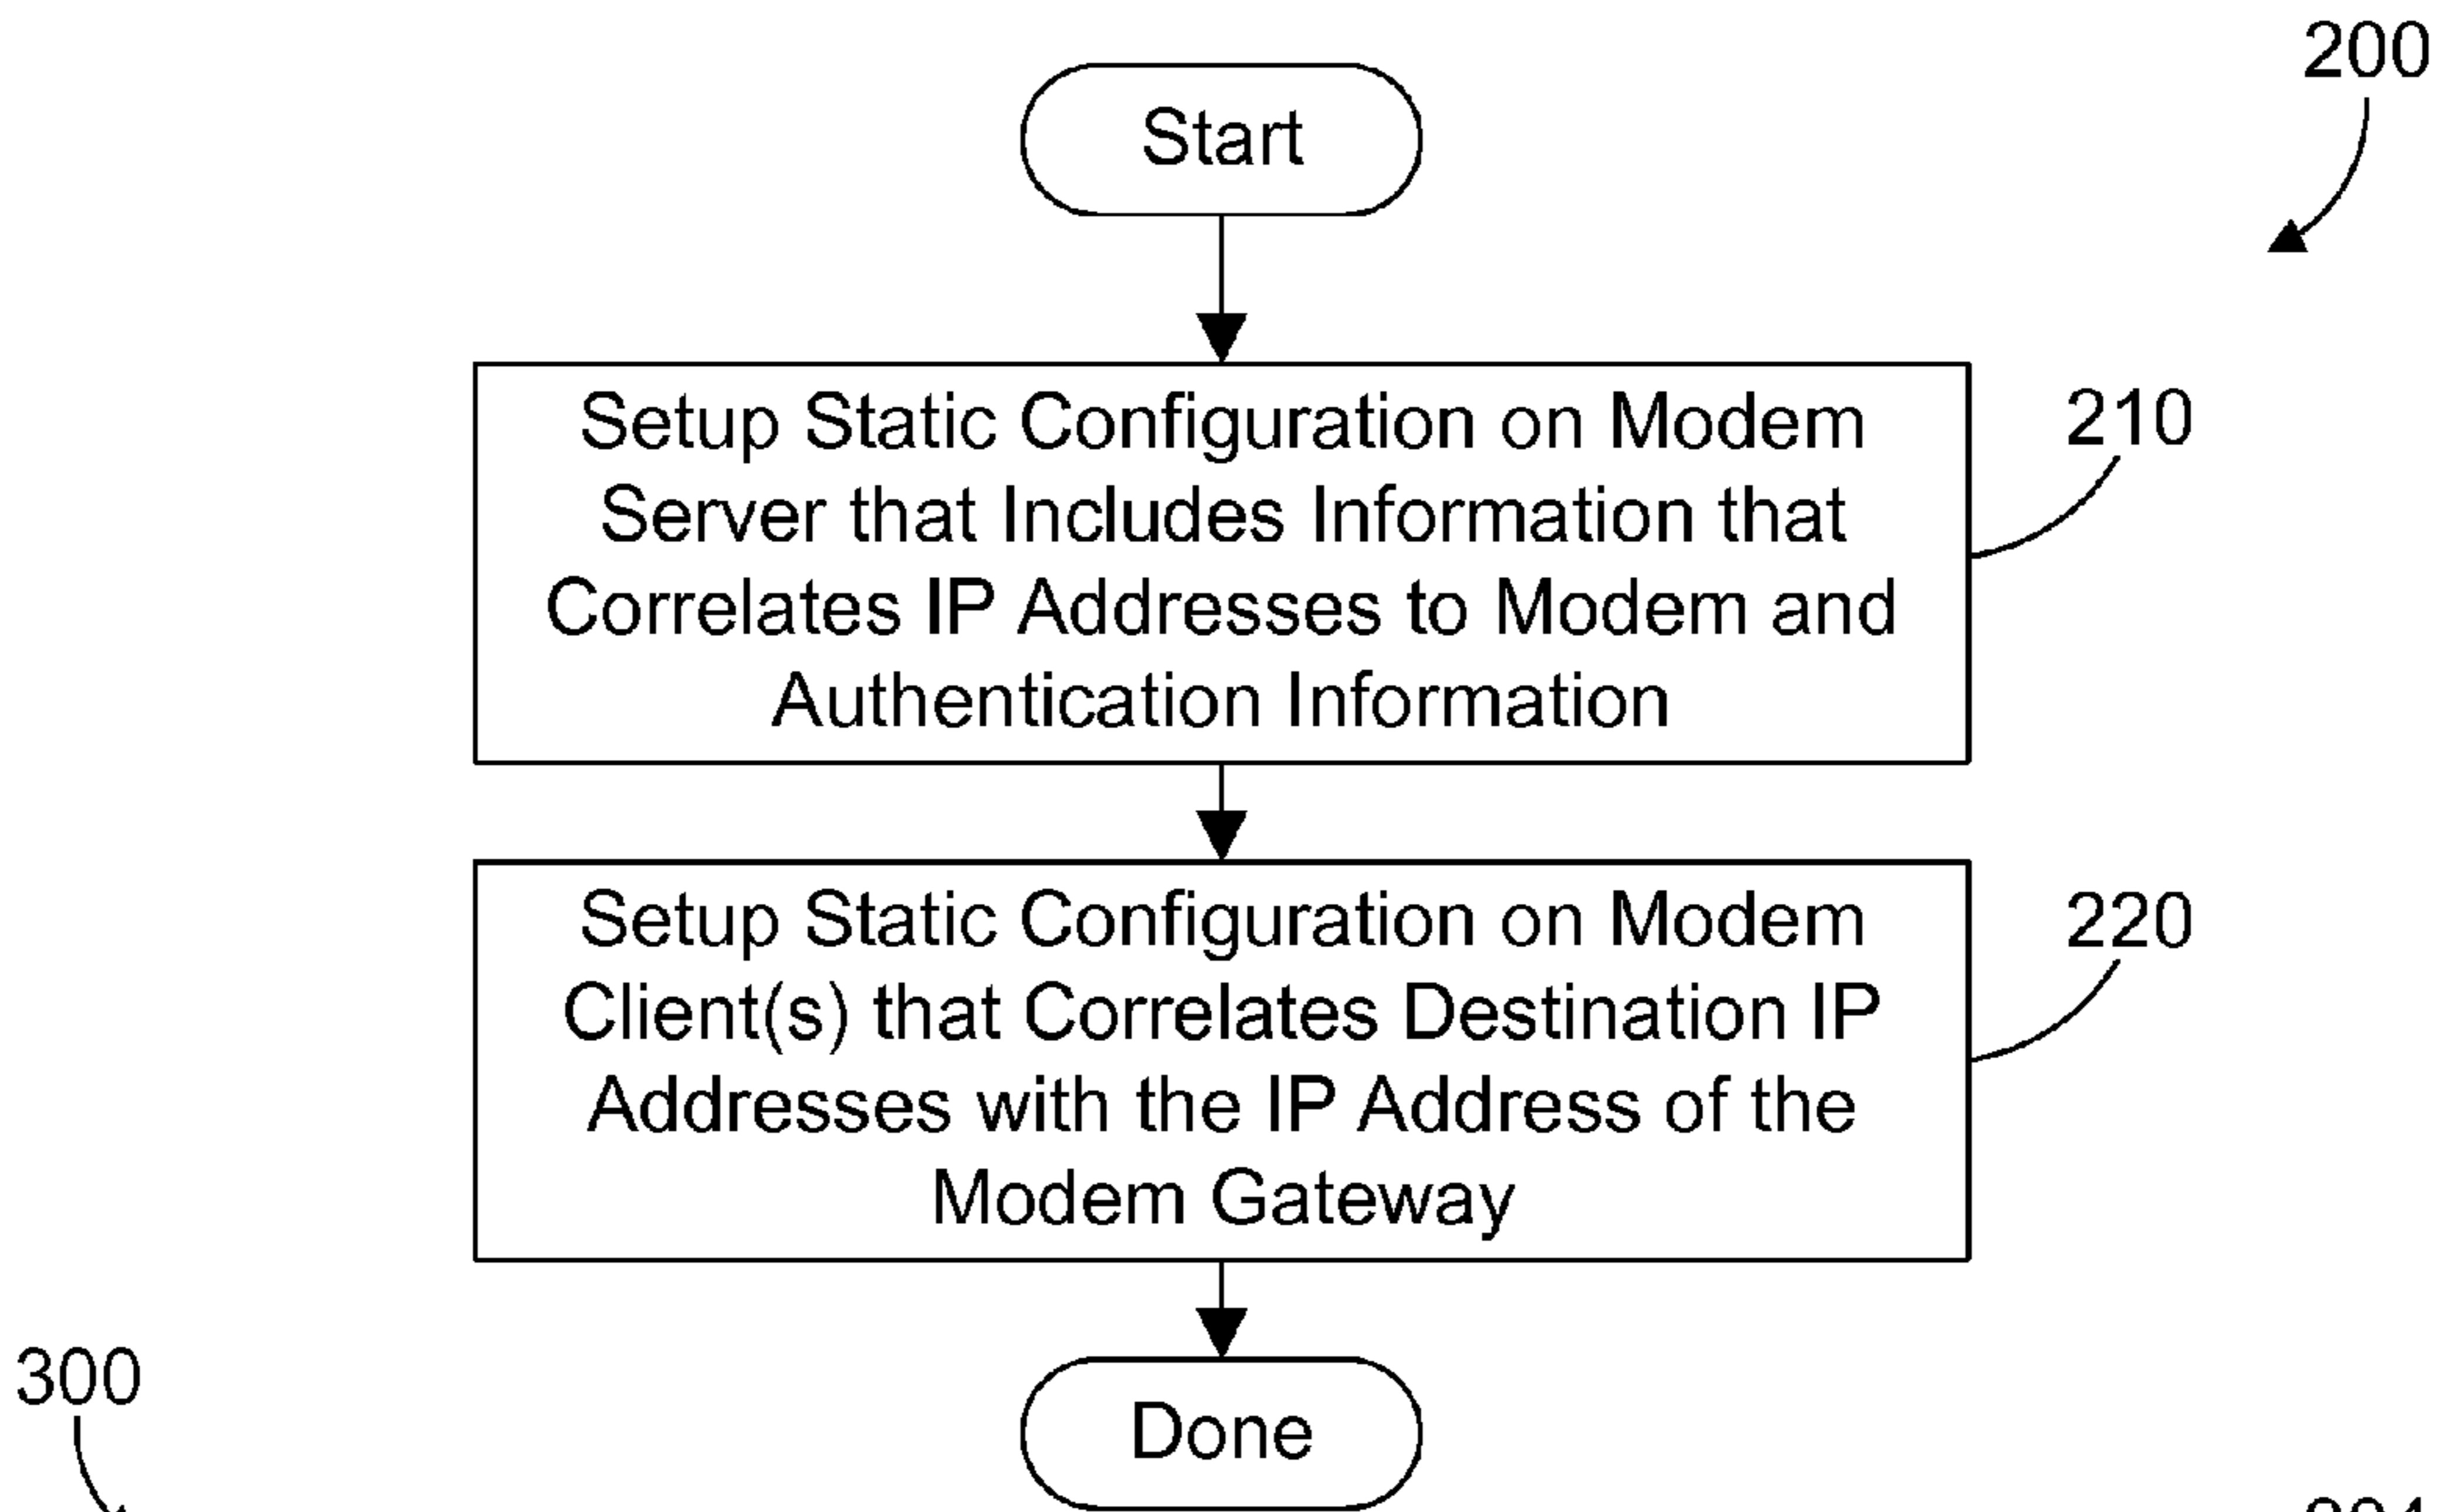 200
Start
Setup Static Configuration on Modem
Server that Includes Information that
Correlates IP Addresses to Modem and
Authentication Information
210
Setup Static Configuration on Modem
Client(s) that Correlates Destination IP
Addresses with the IP Address of the
Modem Gateway
220
300
Done